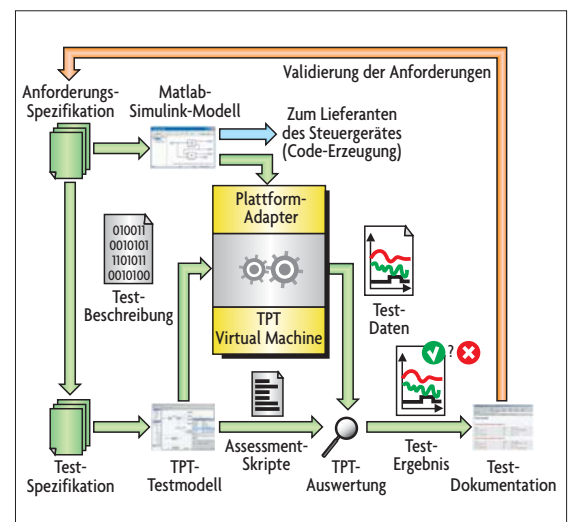 Validierung der Anforderungen
Anforderungs-
Spezifikation
Matlab-
Simulink-Modell
Zum Lieferanten
des Steuergerätes
(Code-Erzeugung)
Plattform-
Adapter
010011
0010101
1101011
0010100
Test-
Beschreibung
TPT
Virtual Machine
Test-
Daten
?
Test-
Spezifikation
TPT-
Testmodell
Assessment-
Skripte
TPT-
Auswertung
Test-
Ergebnis
Test-
Dokumentation